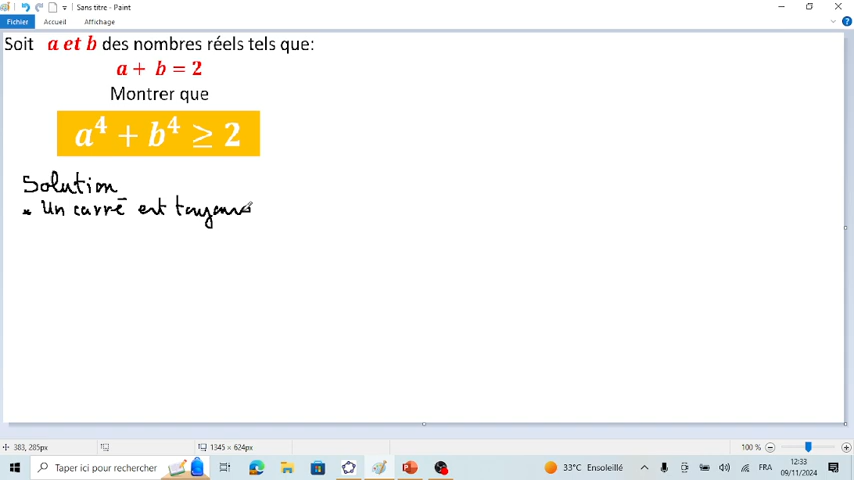 Sans titre - Paint
Fichier Accueil Affichage
Soit a et b des nombres réels tels que:
a + b = 2
Montrer que
a⁴ + b⁴ ≥ 2
Solution
* Un carré est toujours
383, 285px 1345 × 624px 100 %
Taper ici pour rechercher 33°C Ensoleillé FRA 12:33
09/11/2024